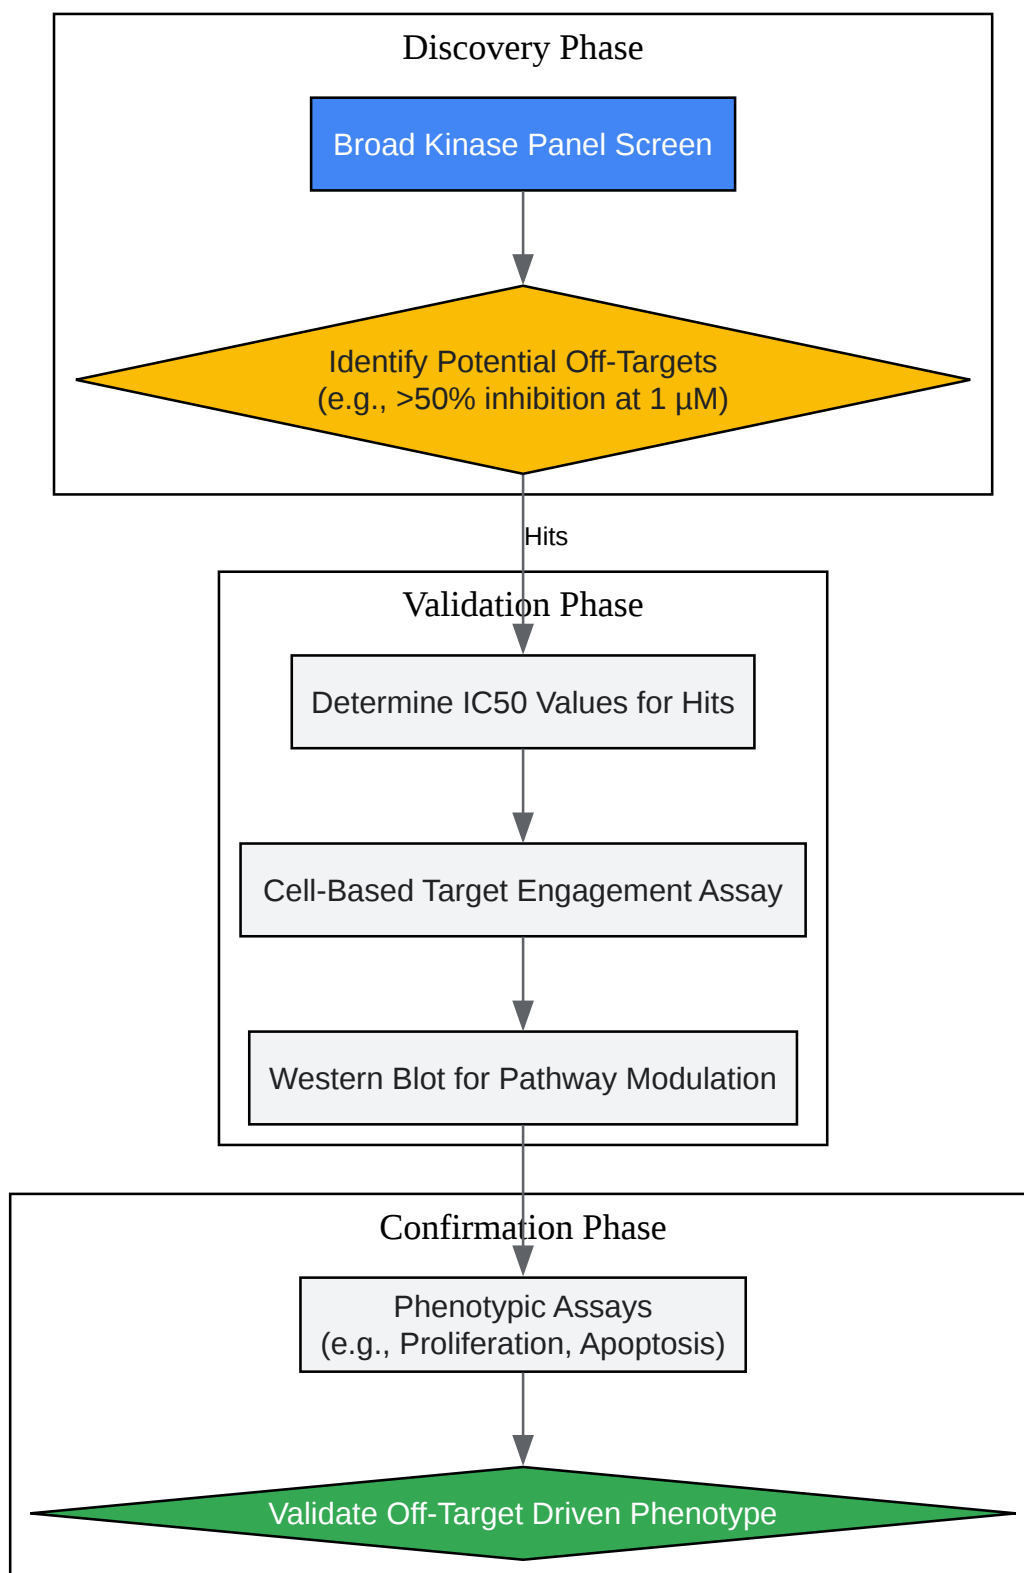 Discovery Phase
Broad Kinase Panel Screen
Identify Potential Off-Targets
(e.g., >50% inhibition at 1 µM)
Hits
Validation Phase
Determine IC50 Values for Hits
Cell-Based Target Engagement Assay
Western Blot for Pathway Modulation
Confirmation Phase
Phenotypic Assays
(e.g., Proliferation, Apoptosis)
Validate Off-Target Driven Phenotype